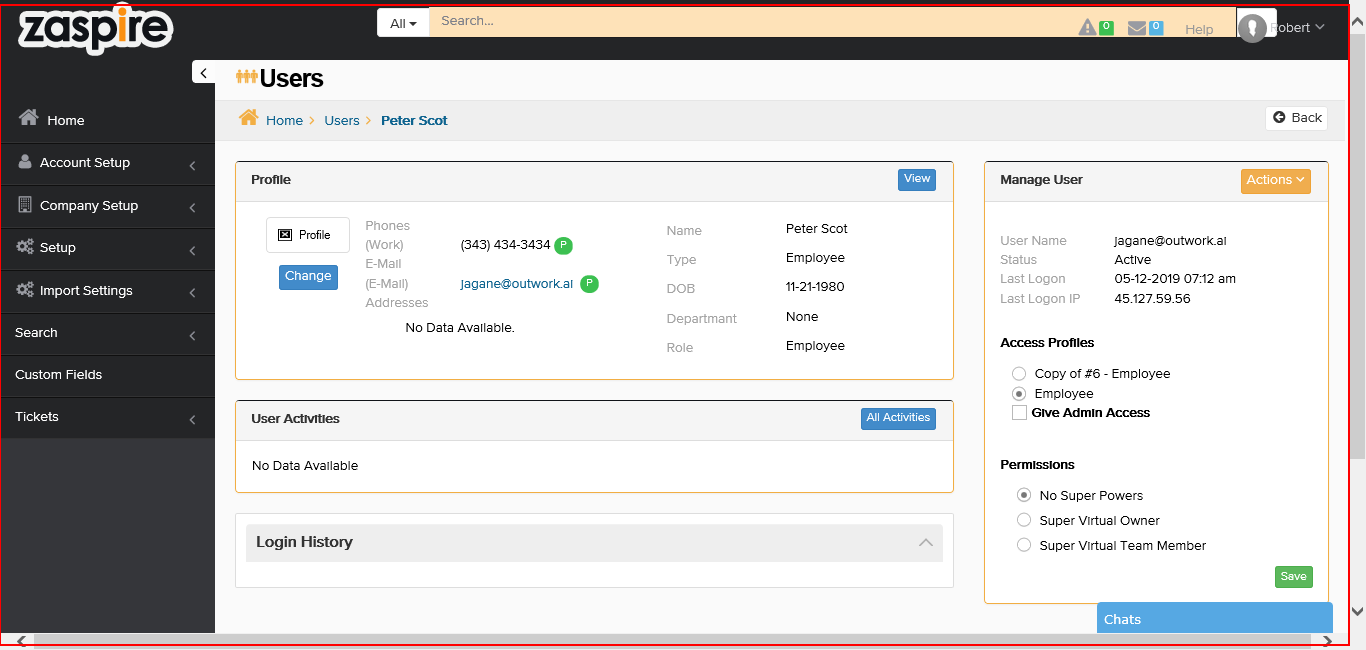 zaspire
All
Search...
0
0
Help
Robert
Users
Home
Account Setup
Company Setup
Setup
Import Settings
Search
Custom Fields
Tickets
Home > Users > Peter Scot
Back
Profile
View
Profile
Change
Phones
(Work) (343) 434-3434 P
E-Mail
(E-Mail) jagane@outwork.al P
Addresses
No Data Available.
Name Peter Scot
Type Employee
DOB 11-21-1980
Departmant None
Role Employee
User Activities
All Activities
No Data Available
Login History
Manage User
Actions
User Name jagane@outwork.al
Status Active
Last Logon 05-12-2019 07:12 am
Last Logon IP 45.127.59.56
Access Profiles
Copy of #6 - Employee
Employee
Give Admin Access
Permissions
No Super Powers
Super Virtual Owner
Super Virtual Team Member
Save
Chats